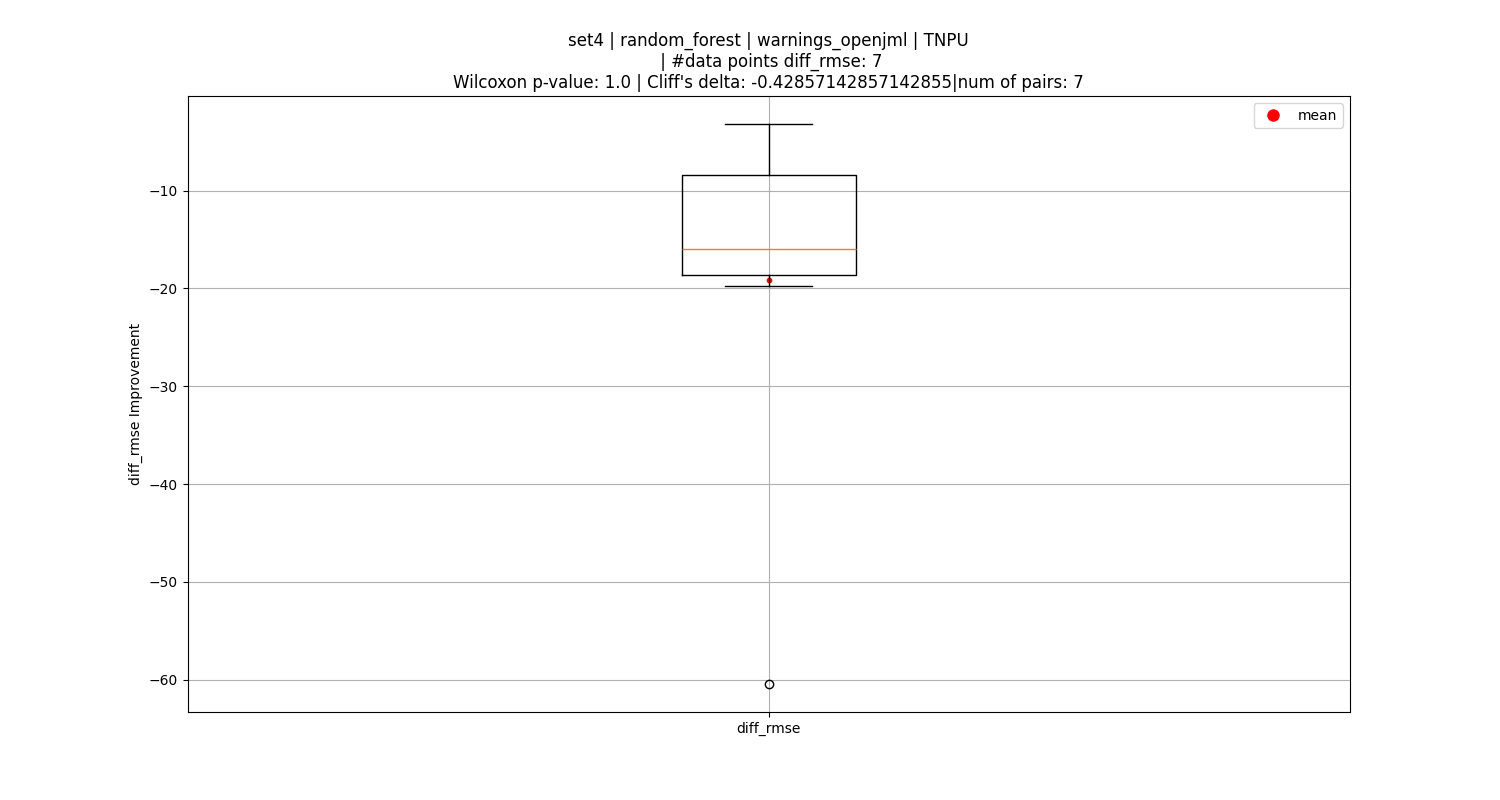 set4 | random_forest | warnings_openjml | TNPU
| #data points diff_rmse: 7
Wilcoxon p-value: 1.0 | Cliff's delta: -0.42857142857142855|num of pairs: 7
mean
−10
−20
−30
−40
−50
−60
diff_rmse Improvement
diff_rmse